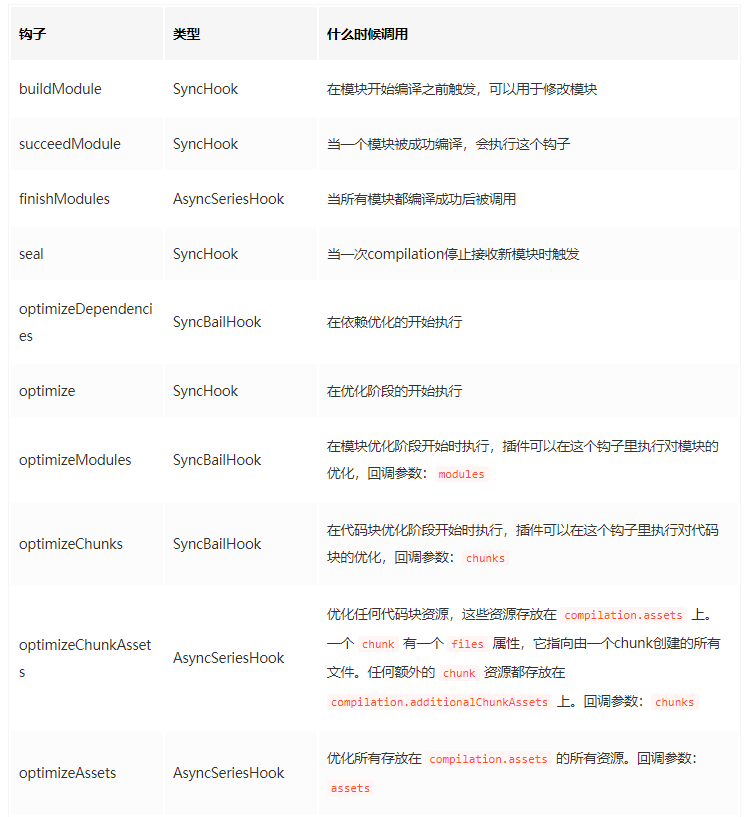 钩子 类型 什么时候调用
buildModule SyncHook 在模块开始编译之前触发，可以用于修改模块
succeedModule SyncHook 当一个模块被成功编译，会执行这个钩子
finishModules AsyncSeriesHook 当所有模块都编译成功后被调用
seal SyncHook 当一次compilation停止接收新模块时触发
optimizeDependenci
es
SyncBailHook 在依赖优化的开始执行
optimize SyncHook 在优化阶段的开始执行
optimizeModules SyncBailHook 在模块优化阶段开始时执行，插件可以在这个钩子里执行对模块的
优化，回调参数： modules
optimizeChunks SyncBailHook 在代码块优化阶段开始时执行，插件可以在这个钩子里执行对代码
块的优化，回调参数： chunks
optimizeChunkAsset
s
AsyncSeriesHook 优化任何代码块资源，这些资源存放在 compilation.assets 上。
一个 chunk 有一个 files 属性，它指向由一个chunk创建的所有
文件。任何额外的 chunk 资源都存放在
compilation.additionalChunkAssets 上。回调参数： chunks
optimizeAssets AsyncSeriesHook 优化所有存放在 compilation.assets 的所有资源。回调参数：
assets